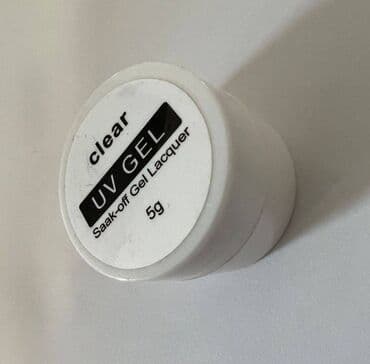 clear
UV GEL
Saak-off Gel Lacquer
5g